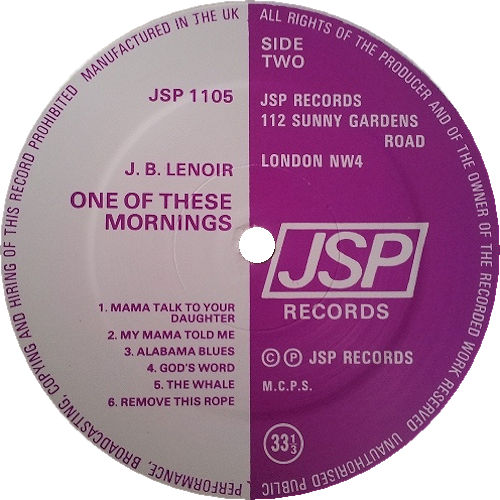 MANUFACTURED IN THE UK. ALL RIGHTS OF THE PRODUCER AND OF THE OWNER OF THE RECORDED WORK RESERVED UNAUTHORISED PUBLIC PERFORMANCE, BROADCASTING, COPYING AND HIRING OF THIS RECORD PROHIBITED
SIDE
TWO
JSP 1105
JSP RECORDS
112 SUNNY GARDENS
ROAD
LONDON NW4
J. B. LENOIR
ONE OF THESE
MORNINGS
JSP
RECORDS
1. MAMA TALK TO YOUR
DAUGHTER
2. MY MAMA TOLD ME
3. ALABAMA BLUES
4. GOD'S WORD
5. THE WHALE
6. REMOVE THIS ROPE
© Ⓟ JSP RECORDS
M.C.P.S.
33 1/3